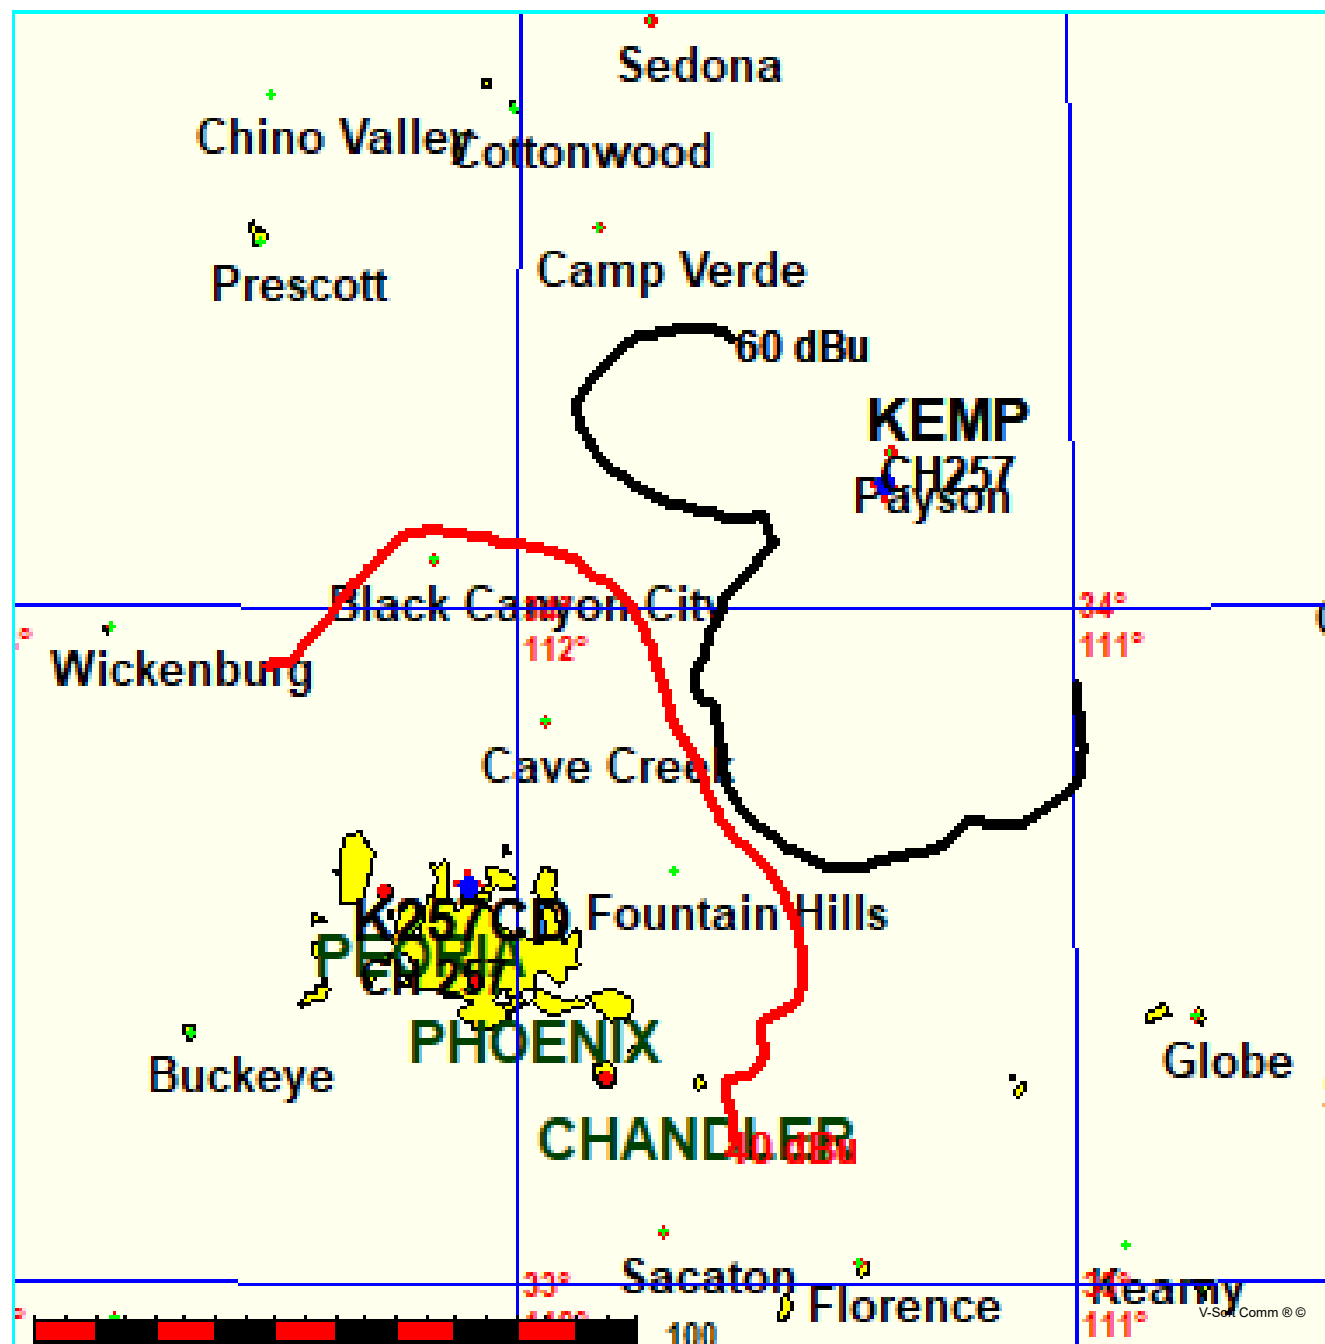 Sedona
Chino Valley
Cottonwood
Prescott
Camp Verde
60 dBu
KEMP
CH257
Payson
Black Canyon City
34°
112°
34°
111°
Wickenburg
Cave Creek
K257CD
Fountain Hills
PEORIA
CH 257
PHOENIX
Buckeye
Globe
CHANDLER
40 dBu
Sacaton
33°
112°
Florence
Kearny
111°
V-Soft Comm ® ©
100